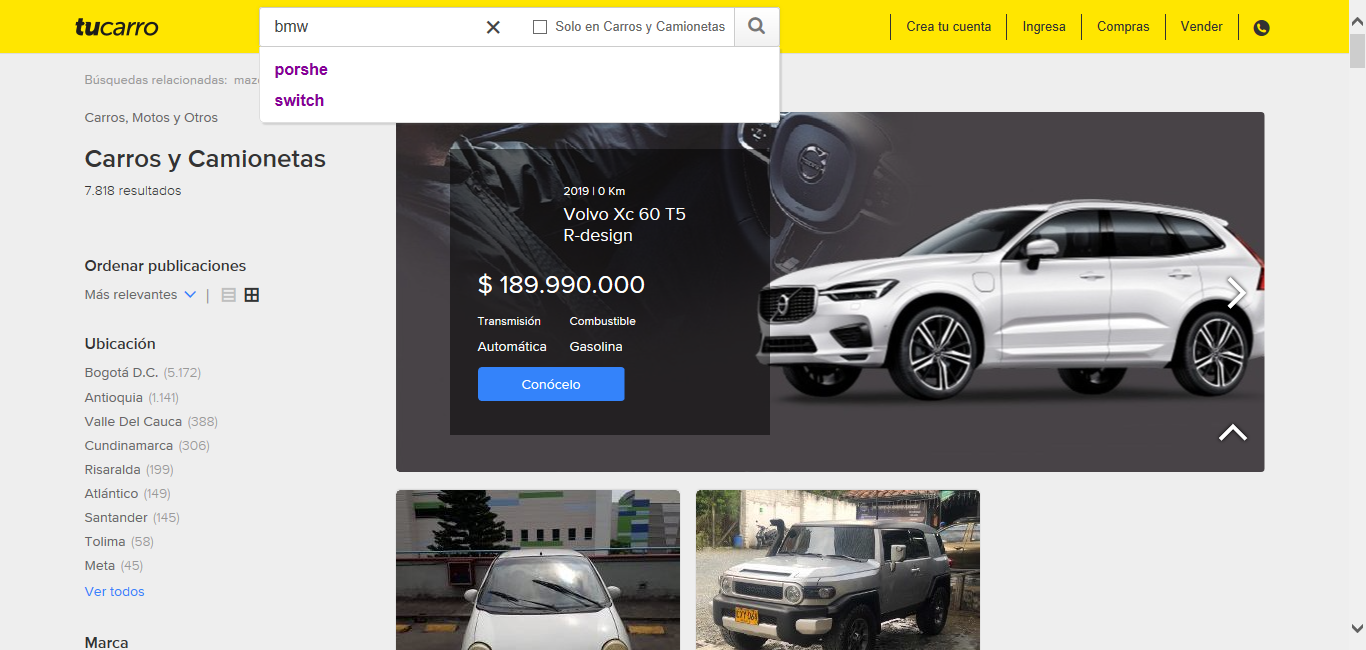 tucarro
bmw
Solo en Carros y Camionetas
Crea tu cuenta
Ingresa
Compras
Vender
porshe
switch
Búsquedas relacionadas:
Carros, Motos y Otros
Carros y Camionetas
7.818 resultados
Ordenar publicaciones
Más relevantes
Ubicación
Bogotá D.C. (5.172)
Antioquia (1.141)
Valle Del Cauca (388)
Cundinamarca (306)
Risaralda (199)
Atlántico (149)
Santander (145)
Tolima (58)
Meta (45)
Ver todos
Marca
2019 | 0 Km
Volvo Xc 60 T5
R-design
$ 189.990.000
Transmisión Combustible
Automática Gasolina
Conócelo